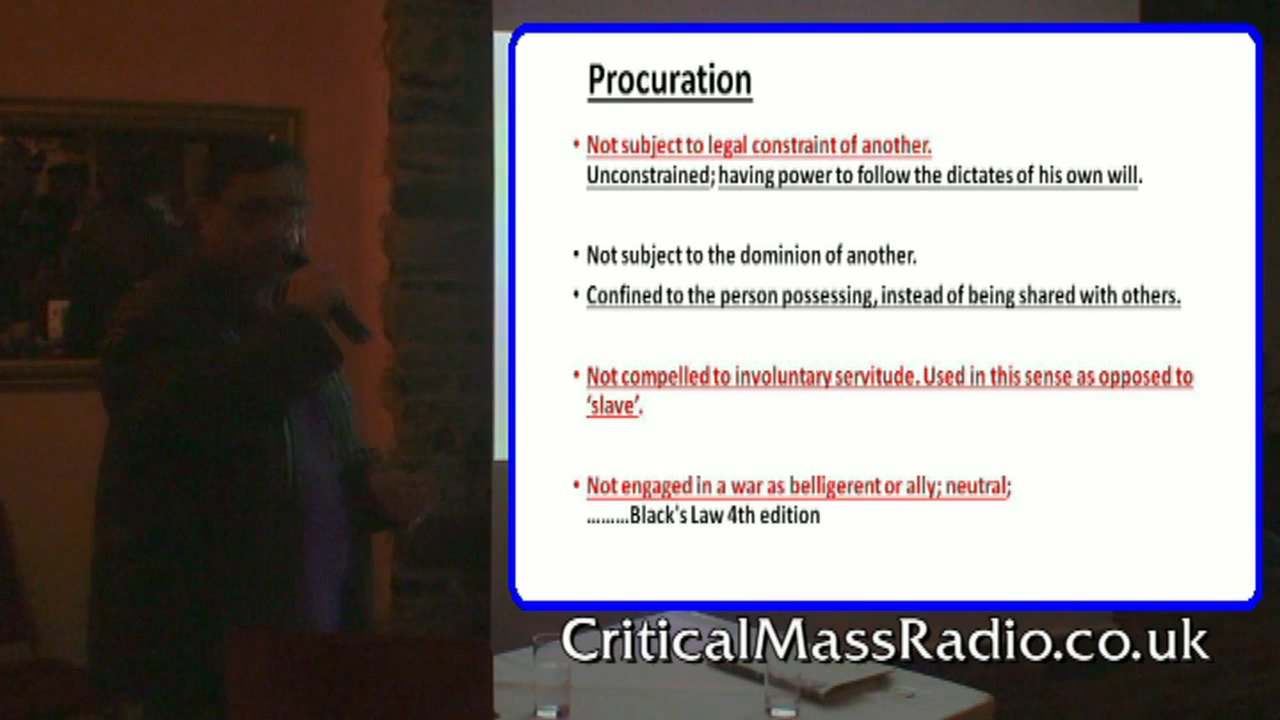 Procuration
• Not subject to legal constraint of another.
Unconstrained; having power to follow the dictates of his own will.
• Not subject to the dominion of another.
• Confined to the person possessing, instead of being shared with others.
• Not compelled to involuntary servitude. Used in this sense as opposed to
‘slave’.
• Not engaged in a war as belligerent or ally; neutral;
.........Black's Law 4th edition
CriticalMassRadio.co.uk